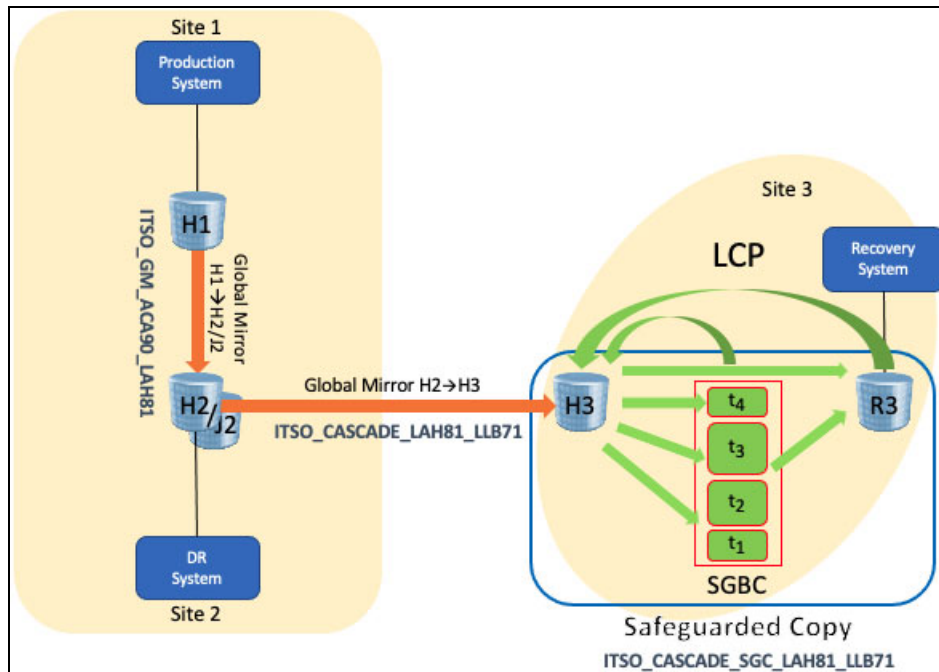 Site 1
Production
System
H1
ITSO_GM_ACA90_LAH81
Global Mirror
H1→H2/J2
H2/J2
Global Mirror H2→H3
ITSO_CASCADE_LAH81_LLB71
DR
System
Site 2
Site 3
LCP
Recovery
System
H3
t4
t3
t2
t1
R3
SGBC
Safeguarded Copy
ITSO_CASCADE_SGC_LAH81_LLB71